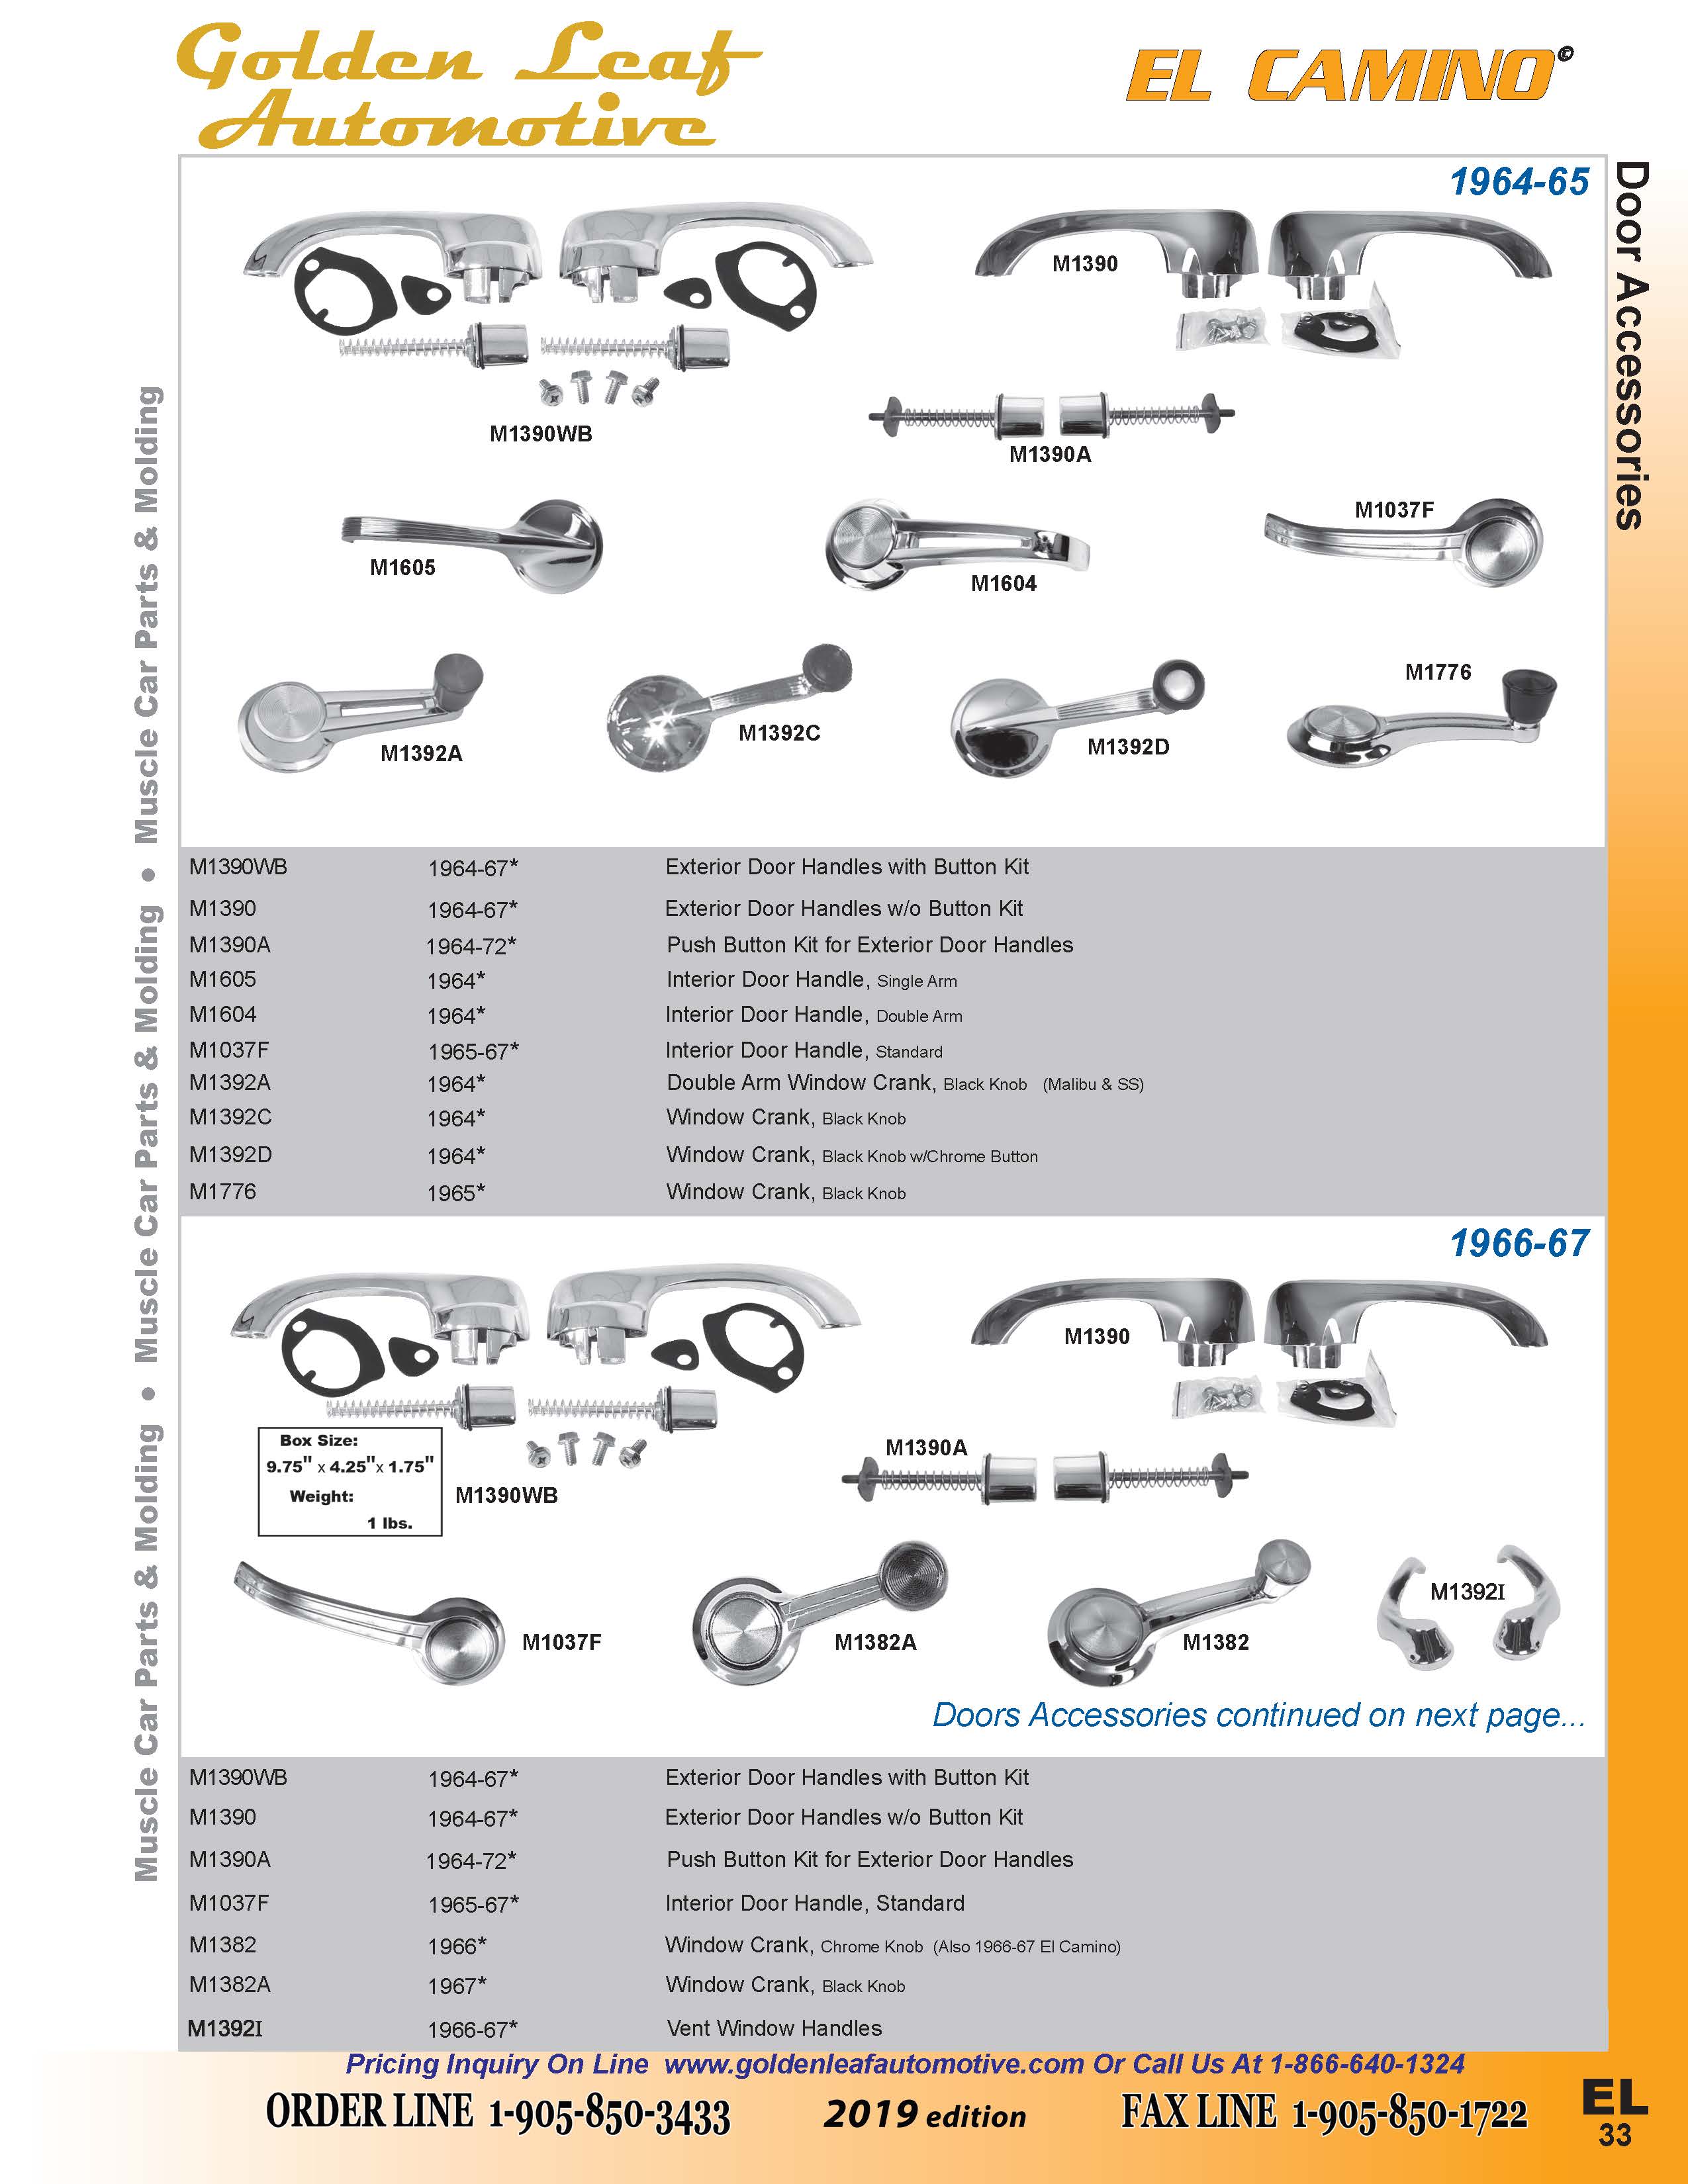 Golden Leaf
Automotive
EL CAMINO©
Door Accessories
Muscle Car Parts & Molding • Muscle Car Parts & Molding • Muscle Car Parts & Molding
1964-65
M1390
M1390WB
M1390A
M1605
M1604
M1037F
M1392A
M1392C
M1392D
M1776
M1390WB 1964-67* Exterior Door Handles with Button Kit
M1390 1964-67* Exterior Door Handles w/o Button Kit
M1390A 1964-72* Push Button Kit for Exterior Door Handles
M1605 1964* Interior Door Handle, Single Arm
M1604 1964* Interior Door Handle, Double Arm
M1037F 1965-67* Interior Door Handle, Standard
M1392A 1964* Double Arm Window Crank, Black Knob (Malibu & SS)
M1392C 1964* Window Crank, Black Knob
M1392D 1964* Window Crank, Black Knob w/Chrome Button
M1776 1965* Window Crank, Black Knob
1966-67
M1390
M1390A
Box Size:
9.75" x 4.25"x 1.75"
Weight:
1 lbs.
M1390WB
M1037F
M1382A
M1382
M1392I
Doors Accessories continued on next page...
M1390WB 1964-67* Exterior Door Handles with Button Kit
M1390 1964-67* Exterior Door Handles w/o Button Kit
M1390A 1964-72* Push Button Kit for Exterior Door Handles
M1037F 1965-67* Interior Door Handle, Standard
M1382 1966* Window Crank, Chrome Knob (Also 1966-67 El Camino)
M1382A 1967* Window Crank, Black Knob
M1392I 1966-67* Vent Window Handles
Pricing Inquiry On Line www.goldenleafautomotive.com Or Call Us At 1-866-640-1324
ORDER LINE 1-905-850-3433 2019 edition FAX LINE 1-905-850-1722
EL
33